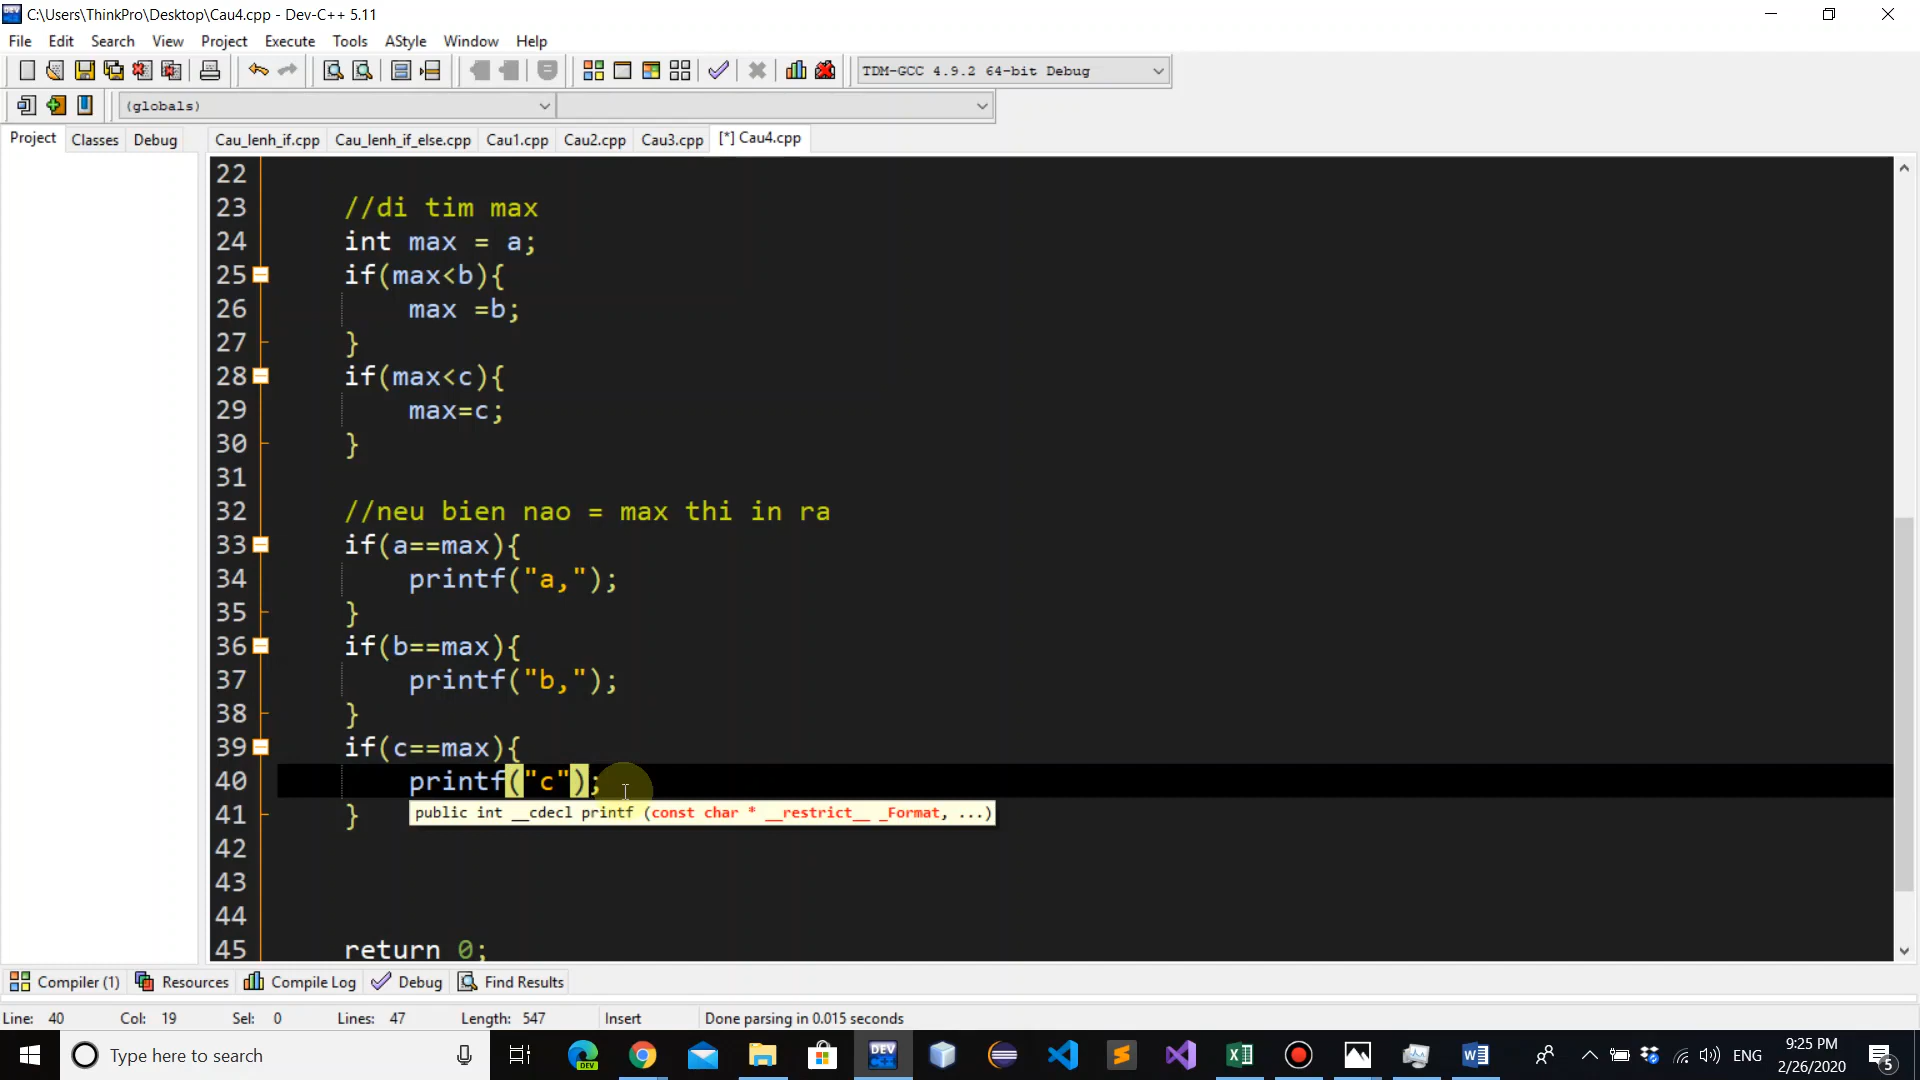 C:\Users\ThinkPro\Desktop\Cau4.cpp - Dev-C++ 5.11
File Edit Search View Project Execute Tools AStyle Window Help
TDM-GCC 4.9.2 64-bit Debug
(globals)
Project Classes Debug Cau_lenh_if.cpp Cau_lenh_if_else.cpp Cau1.cpp Cau2.cpp Cau3.cpp [*] Cau4.cpp
22
23 //di tim max
24 int max = a;
25 if(max<b){
26 max =b;
27 }
28 if(max<c){
29 max=c;
30 }
31
32 //neu bien nao = max thi in ra
33 if(a==max){
34 printf("a,");
35 }
36 if(b==max){
37 printf("b,");
38 }
39 if(c==max){
40 printf("c");
public int __cdecl printf (const char * __restrict__ _Format, ...)
41 }
42
43
44
45 return 0;
Compiler (1) Resources Compile Log Debug Find Results
Line: 40 Col: 19 Sel: 0 Lines: 47 Length: 547 Insert Done parsing in 0.015 seconds
Type here to search DEV DEV ENG 9:25 PM
2/26/2020 5